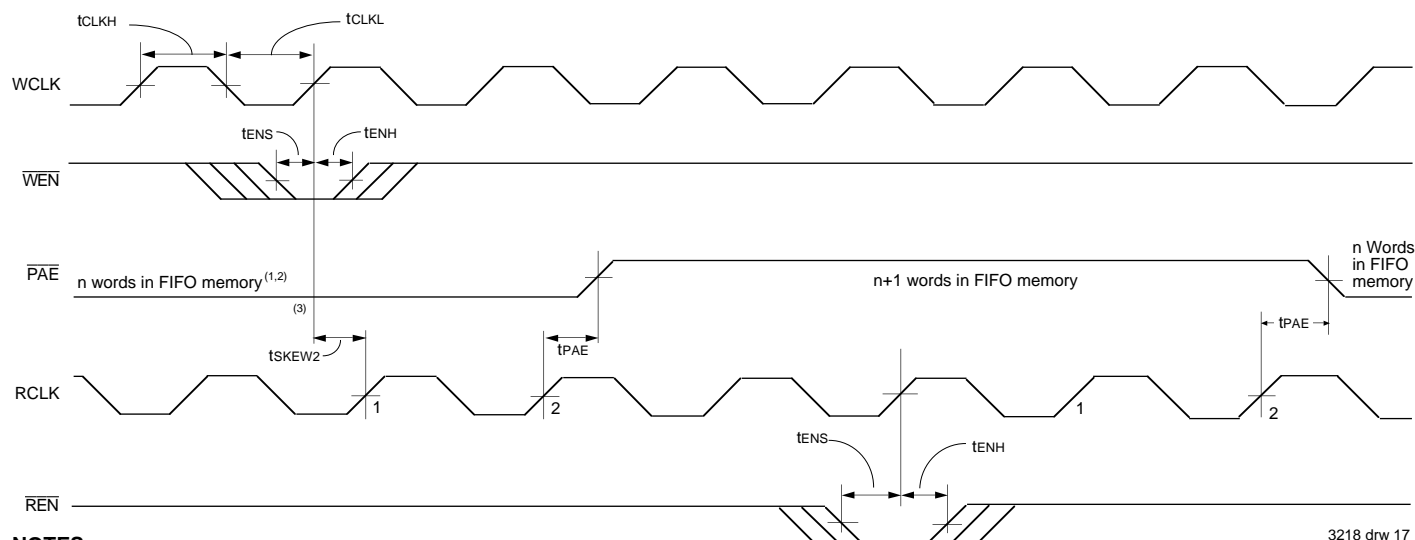 tCLKH
tCLKL
WCLK
tENS
tENH
WEN
PAE
n words in FIFO memory (1,2)
n+1 words in FIFO memory
n Words
in FIFO
memory
(3)
tSKEW2
tPAE
tPAE
RCLK
1
2
1
2
tENS
tENH
REN
NOTES
3218 drw 17